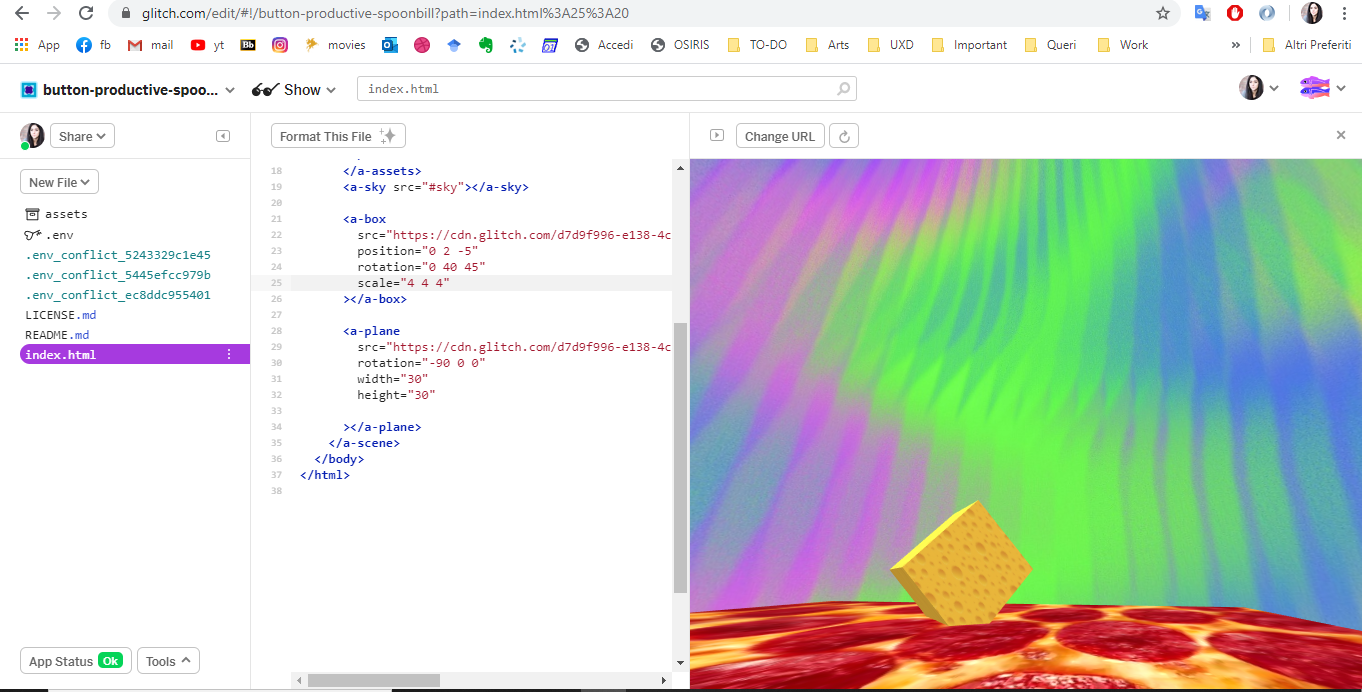 glitch.com/edit/#!/button-productive-spoonbill?path=index.html%3A25%3A20
App fb mail yt Bb movies Accedi OSIRIS TO-DO Arts UXD Important Queri Work » Altri Preferiti
button-productive-spoo... Show index.html
Share Format This File Change URL
New File
assets
.env
.env_conflict_5243329c1e45
.env_conflict_5445efcc979b
.env_conflict_ec8ddc955401
LICENSE.md
README.md
index.html
18 </a-assets>
19 <a-sky src="#sky"></a-sky>
20
21 <a-box
22 src="https://cdn.glitch.com/d7d9f996-e138-4c
23 position="0 2 -5"
24 rotation="0 40 45"
25 scale="4 4 4"
26 ></a-box>
27
28 <a-plane
29 src="https://cdn.glitch.com/d7d9f996-e138-4c
30 rotation="-90 0 0"
31 width="30"
32 height="30"
33
34 ></a-plane>
35 </a-scene>
36 </body>
37 </html>
38
App Status Ok Tools